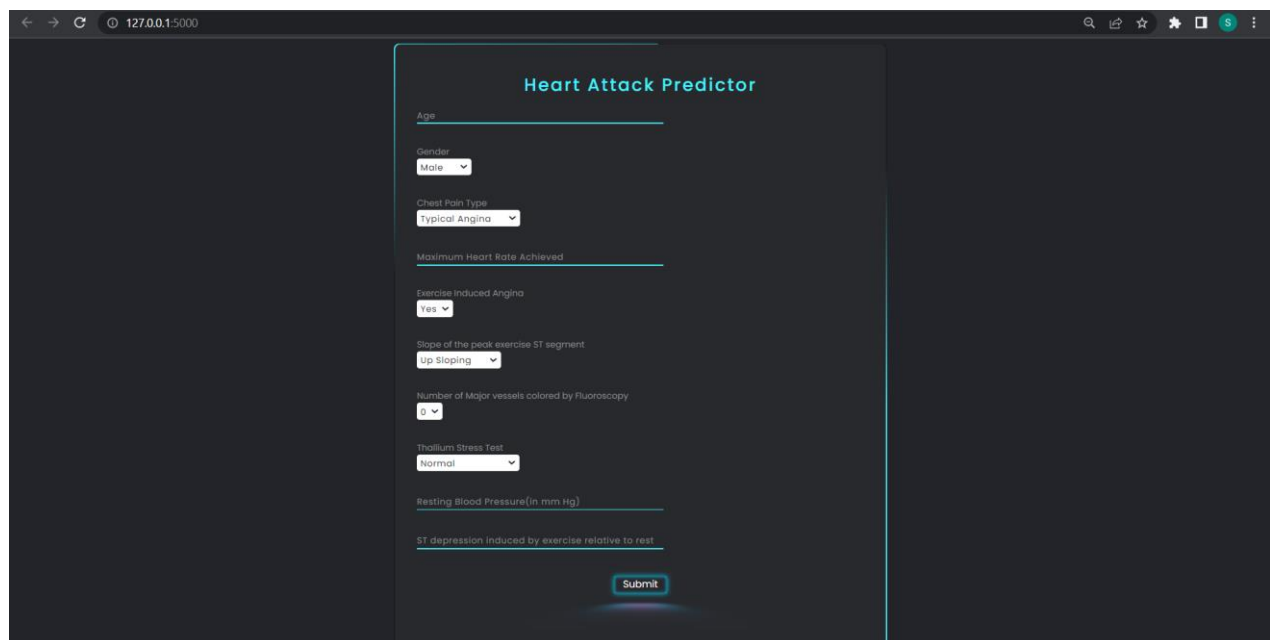 127.0.0.1:5000
S
Heart Attack Predictor
Age
Gender
Male
Chest Pain Type
Typical Angina
Maximum Heart Rate Achieved
Exercise Induced Angina
Yes
Slope of the peak exercise ST segment
Up Sloping
Number of Major vessels colored by Fluoroscopy
0
Thallium Stress Test
Normal
Resting Blood Pressure(in mm Hg)
ST depression induced by exercise relative to rest
Submit